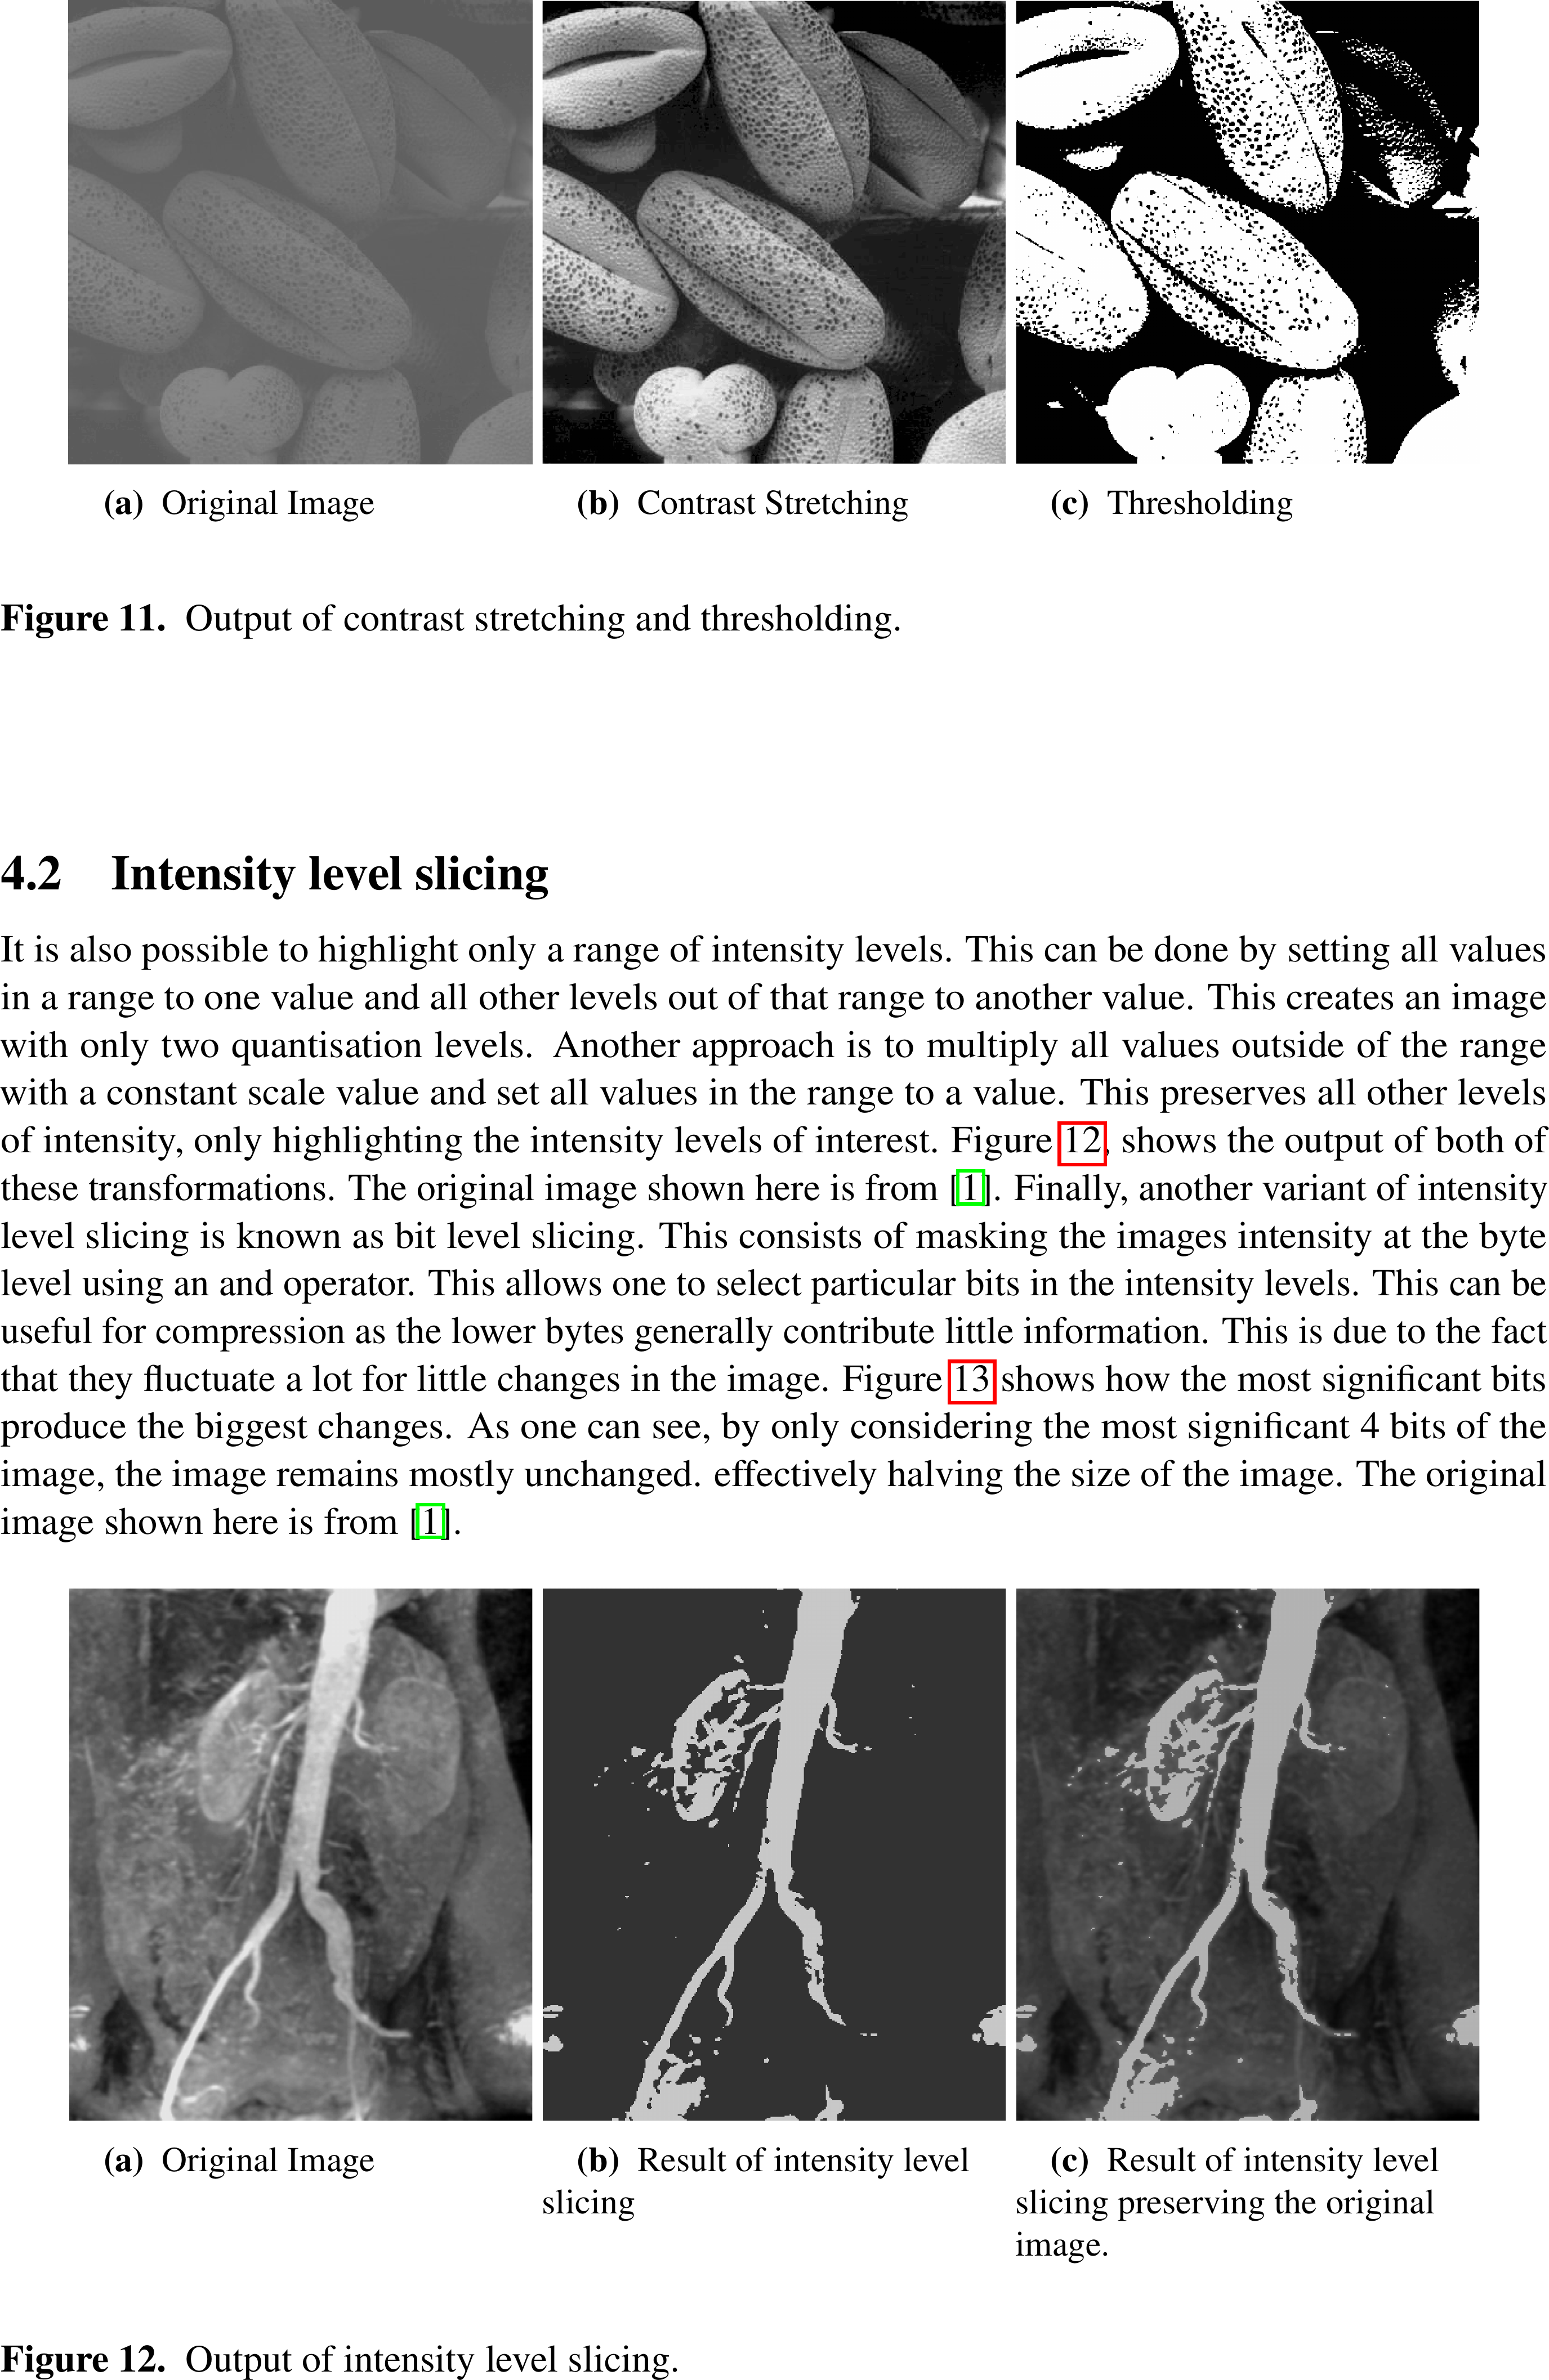 (a) Original Image
(b) Contrast Stretching
(c) Thresholding
Figure 11. Output of contrast stretching and thresholding.
4.2 Intensity level slicing
It is also possible to highlight only a range of intensity levels. This can be done by setting all values
in a range to one value and all other levels out of that range to another value. This creates an image
with only two quantisation levels. Another approach is to multiply all values outside of the range
with a constant scale value and set all values in the range to a value. This preserves all other levels
of intensity, only highlighting the intensity levels of interest. Figure 12, shows the output of both of
these transformations. The original image shown here is from [1]. Finally, another variant of intensity
level slicing is known as bit level slicing. This consists of masking the images intensity at the byte
level using an and operator. This allows one to select particular bits in the intensity levels. This can be
useful for compression as the lower bytes generally contribute little information. This is due to the fact
that they fluctuate a lot for little changes in the image. Figure 13 shows how the most significant bits
produce the biggest changes. As one can see, by only considering the most significant 4 bits of the
image, the image remains mostly unchanged. effectively halving the size of the image. The original
image shown here is from [1].
(a) Original Image
(b) Result of intensity level
slicing
(c) Result of intensity level
slicing preserving the original
image.
Figure 12. Output of intensity level slicing.